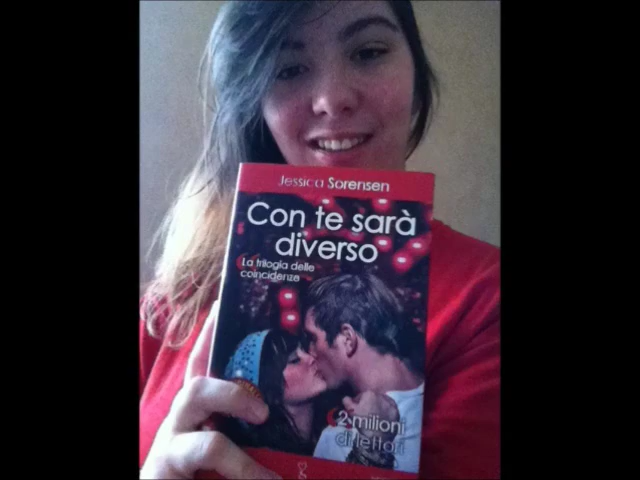 Jessica Sorensen
Con te sarà
diverso
La trilogia delle
coincidenze
2 milioni
di lettori